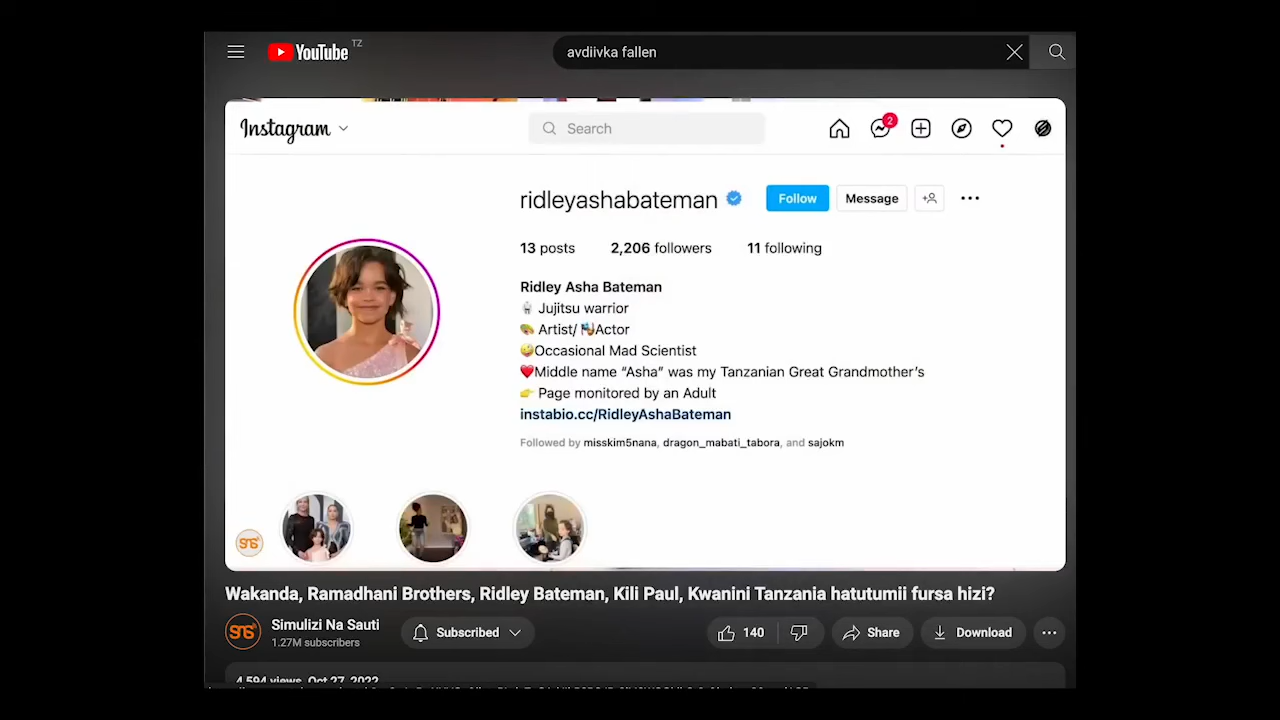 YouTube TZ
avdiivka fallen
Instagram
Search
2
ridleyashabateman
Follow
Message
13 posts 2,206 followers 11 following
Ridley Asha Bateman
Jujitsu warrior
Artist/ Actor
Occasional Mad Scientist
Middle name “Asha” was my Tanzanian Great Grandmother’s
Page monitored by an Adult
instabio.cc/RidleyAshaBateman
Followed by misskim5nana, dragon_mabati_tabora, and sajokm
SNS
Wakanda, Ramadhani Brothers, Ridley Bateman, Kili Paul, Kwanini Tanzania hatutumii fursa hizi?
SNS
Simulizi Na Sauti
1.27M subscribers
Subscribed
140
Share
Download
4,594 views Oct 27, 2022